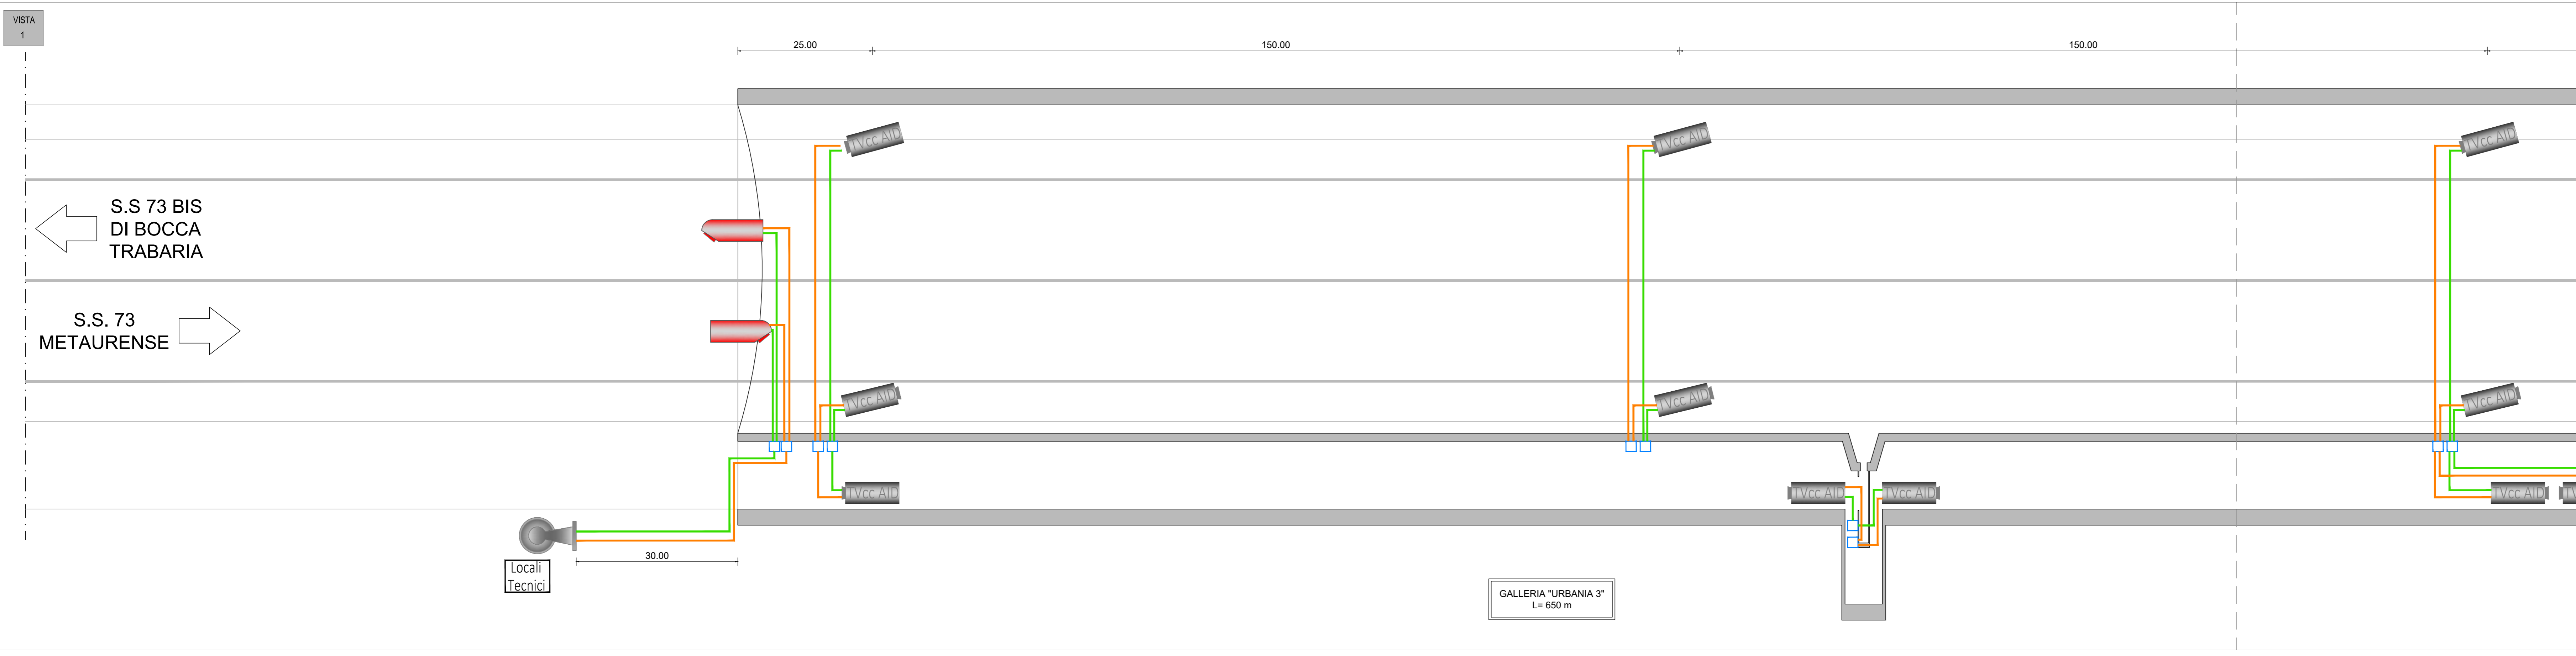 VISTA
1
25.00
150.00
150.00
TVcc AID
TVcc AID
TVcc AID
S.S 73 BIS
DI BOCCA
TRABARIA
S.S. 73
METAURENSE
TVcc AID
TVcc AID
TVcc AID
TVcc AID
TVcc AID
TVcc AID
TVcc AID
30.00
Locali
Tecnici
GALLERIA "URBANIA 3"
L= 650 m